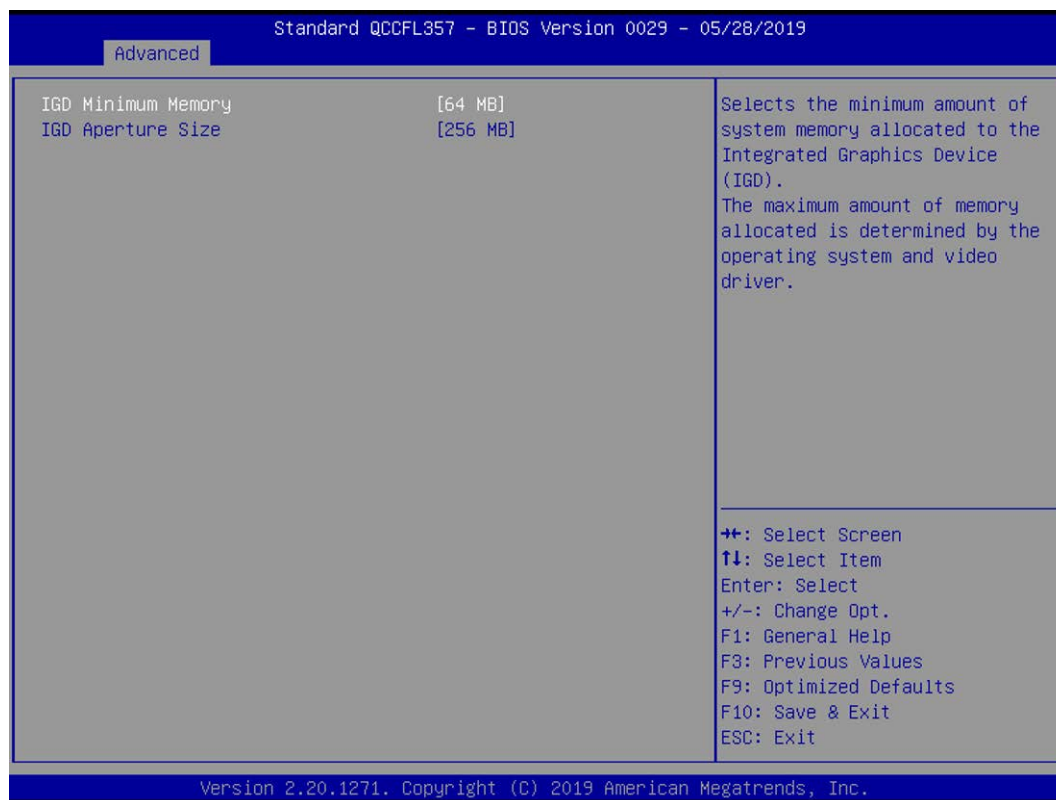 Standard QCCFL357 – BIOS Version 0029 – 05/28/2019
Advanced
IGD Minimum Memory [64 MB]
IGD Aperture Size [256 MB]
Selects the minimum amount of
system memory allocated to the
Integrated Graphics Device
(IGD).
The maximum amount of memory
allocated is determined by the
operating system and video
driver.
→←: Select Screen
↑↓: Select Item
Enter: Select
+/-: Change Opt.
F1: General Help
F3: Previous Values
F9: Optimized Defaults
F10: Save & Exit
ESC: Exit
Version 2.20.1271. Copyright (C) 2019 American Megatrends, Inc.